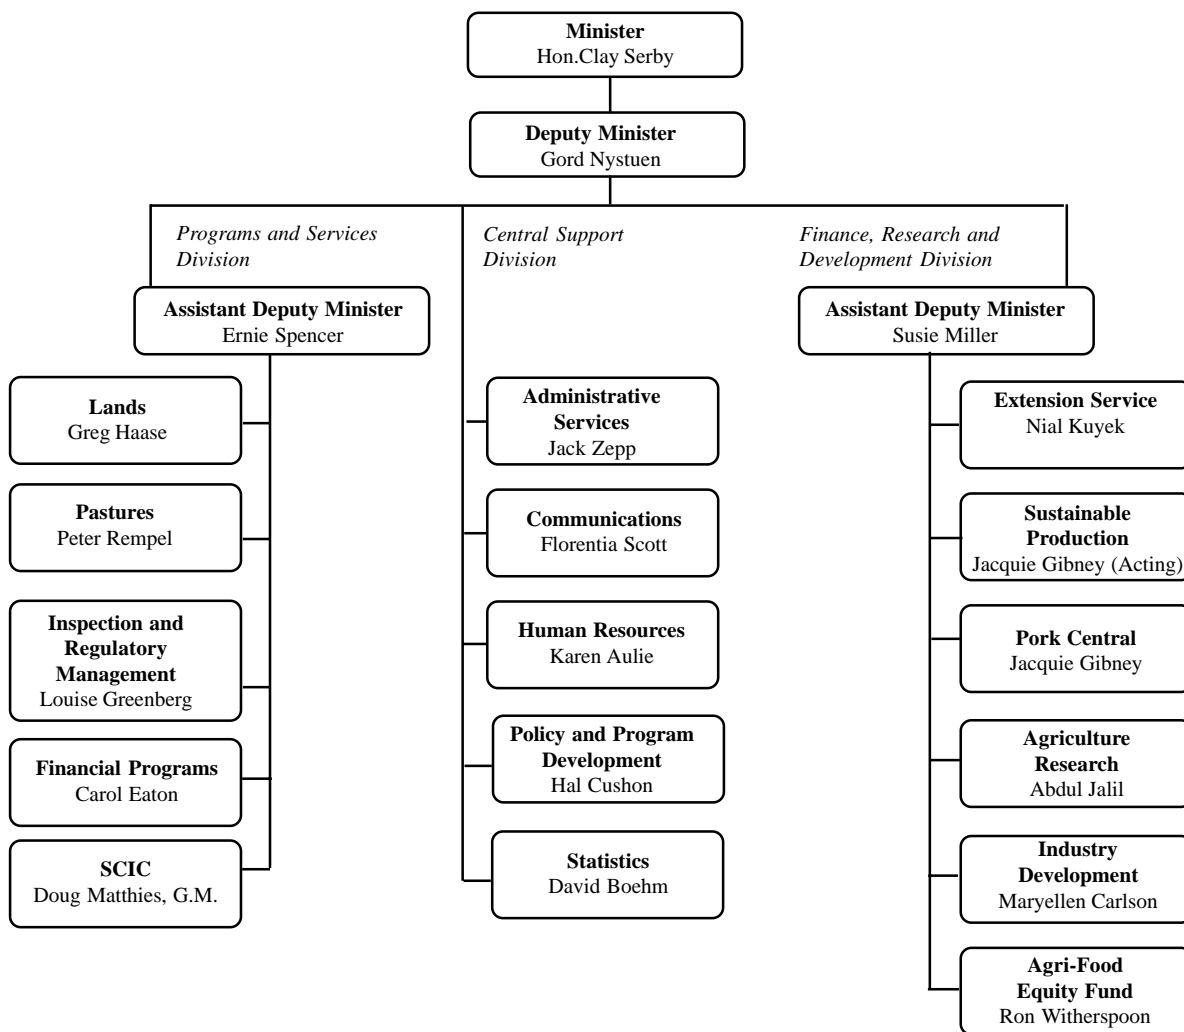 Minister
Hon.Clay Serby
Deputy Minister
Gord Nystuen
Programs and Services
Division
Central Support
Division
Finance, Research and
Development Division
Assistant Deputy Minister
Ernie Spencer
Assistant Deputy Minister
Susie Miller
Lands
Greg Haase
Pastures
Peter Rempel
Inspection and
Regulatory
Management
Louise Greenberg
Financial Programs
Carol Eaton
SCIC
Doug Matthies, G.M.
Administrative
Services
Jack Zepp
Communications
Florentia Scott
Human Resources
Karen Aulie
Policy and Program
Development
Hal Cushon
Statistics
David Boehm
Extension Service
Nial Kuyek
Sustainable
Production
Jacquie Gibney (Acting)
Pork Central
Jacquie Gibney
Agriculture
Research
Abdul Jalil
Industry
Development
Maryellen Carlson
Agri-Food
Equity Fund
Ron Witherspoon